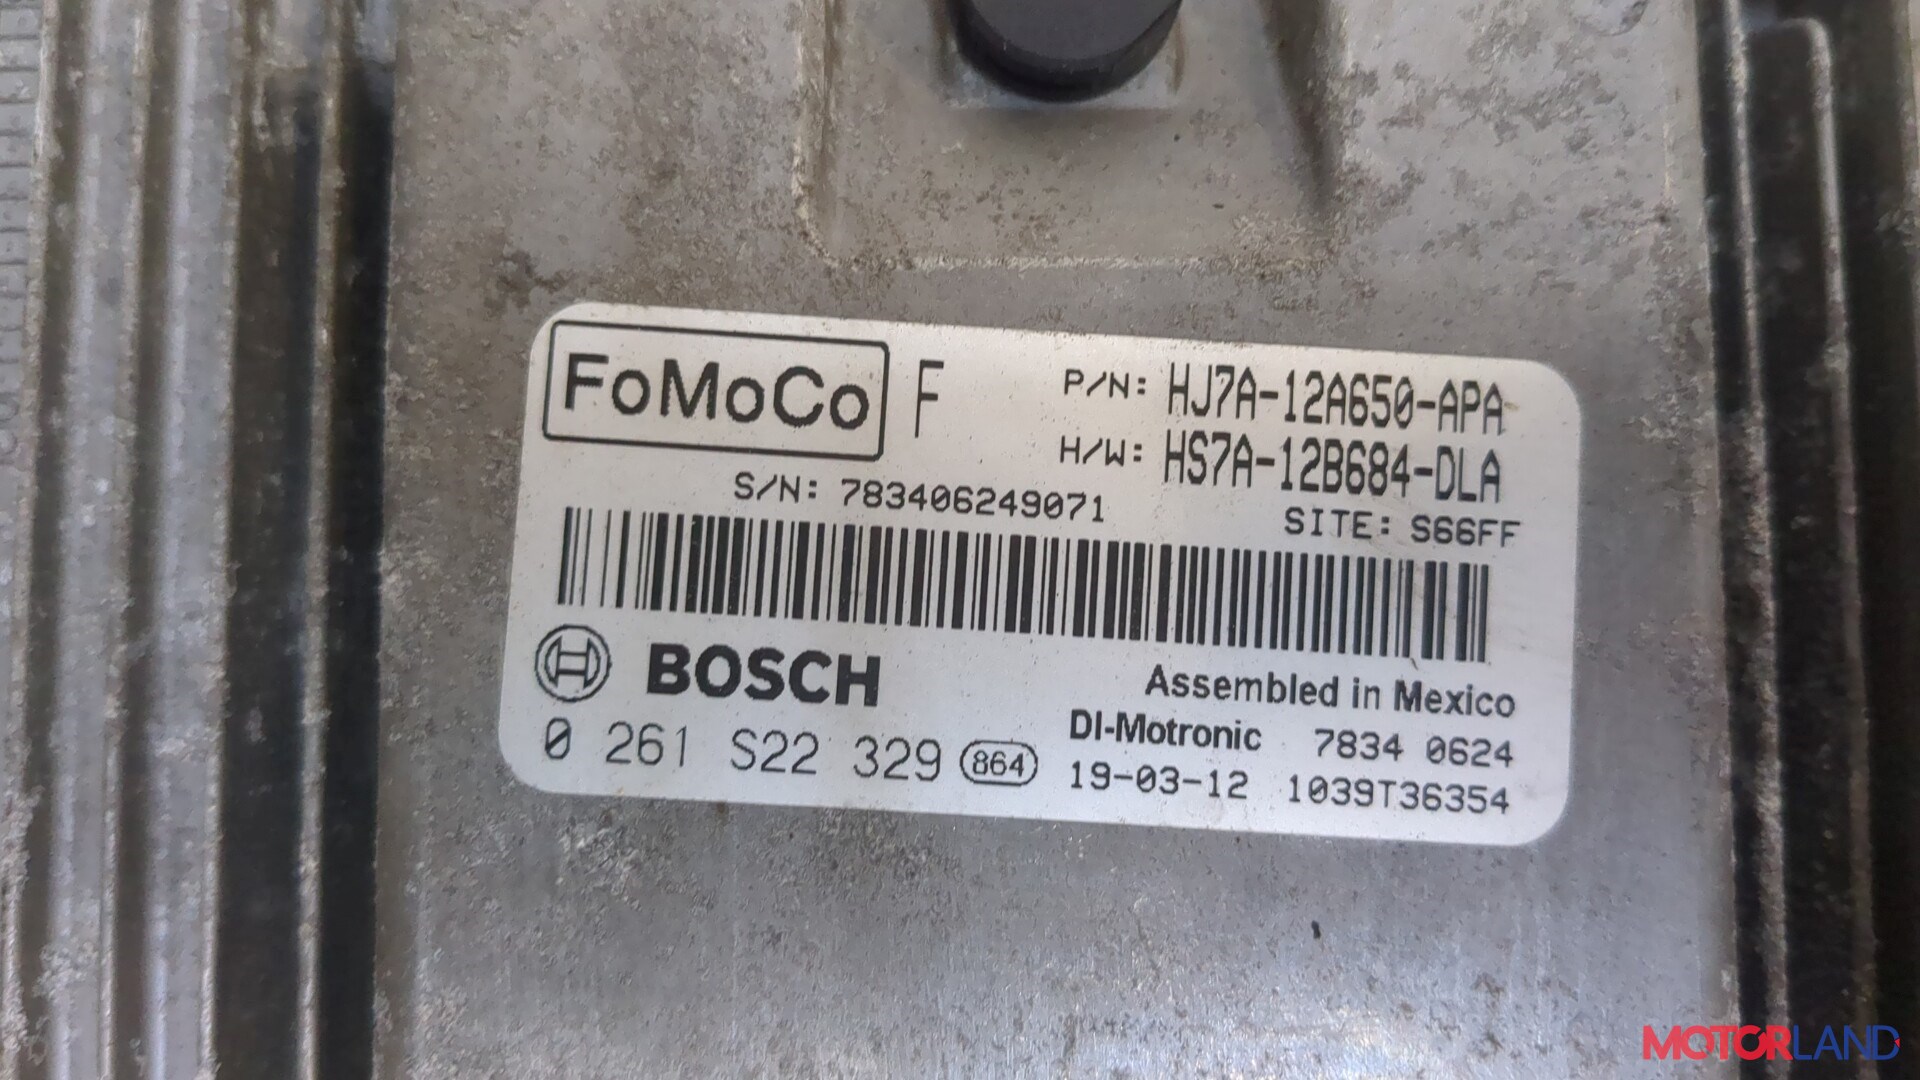 FoMoCo F P/N: HJ7A-12A650-APA
H/W: HS7A-12B684-DLA
S/N: 783406249071
SITE: S66FF
BOSCH
Assembled in Mexico
DI-Motronic 7834 0624
0 261 S22 329 864 19-03-12 1039T36354
MOTORLAND